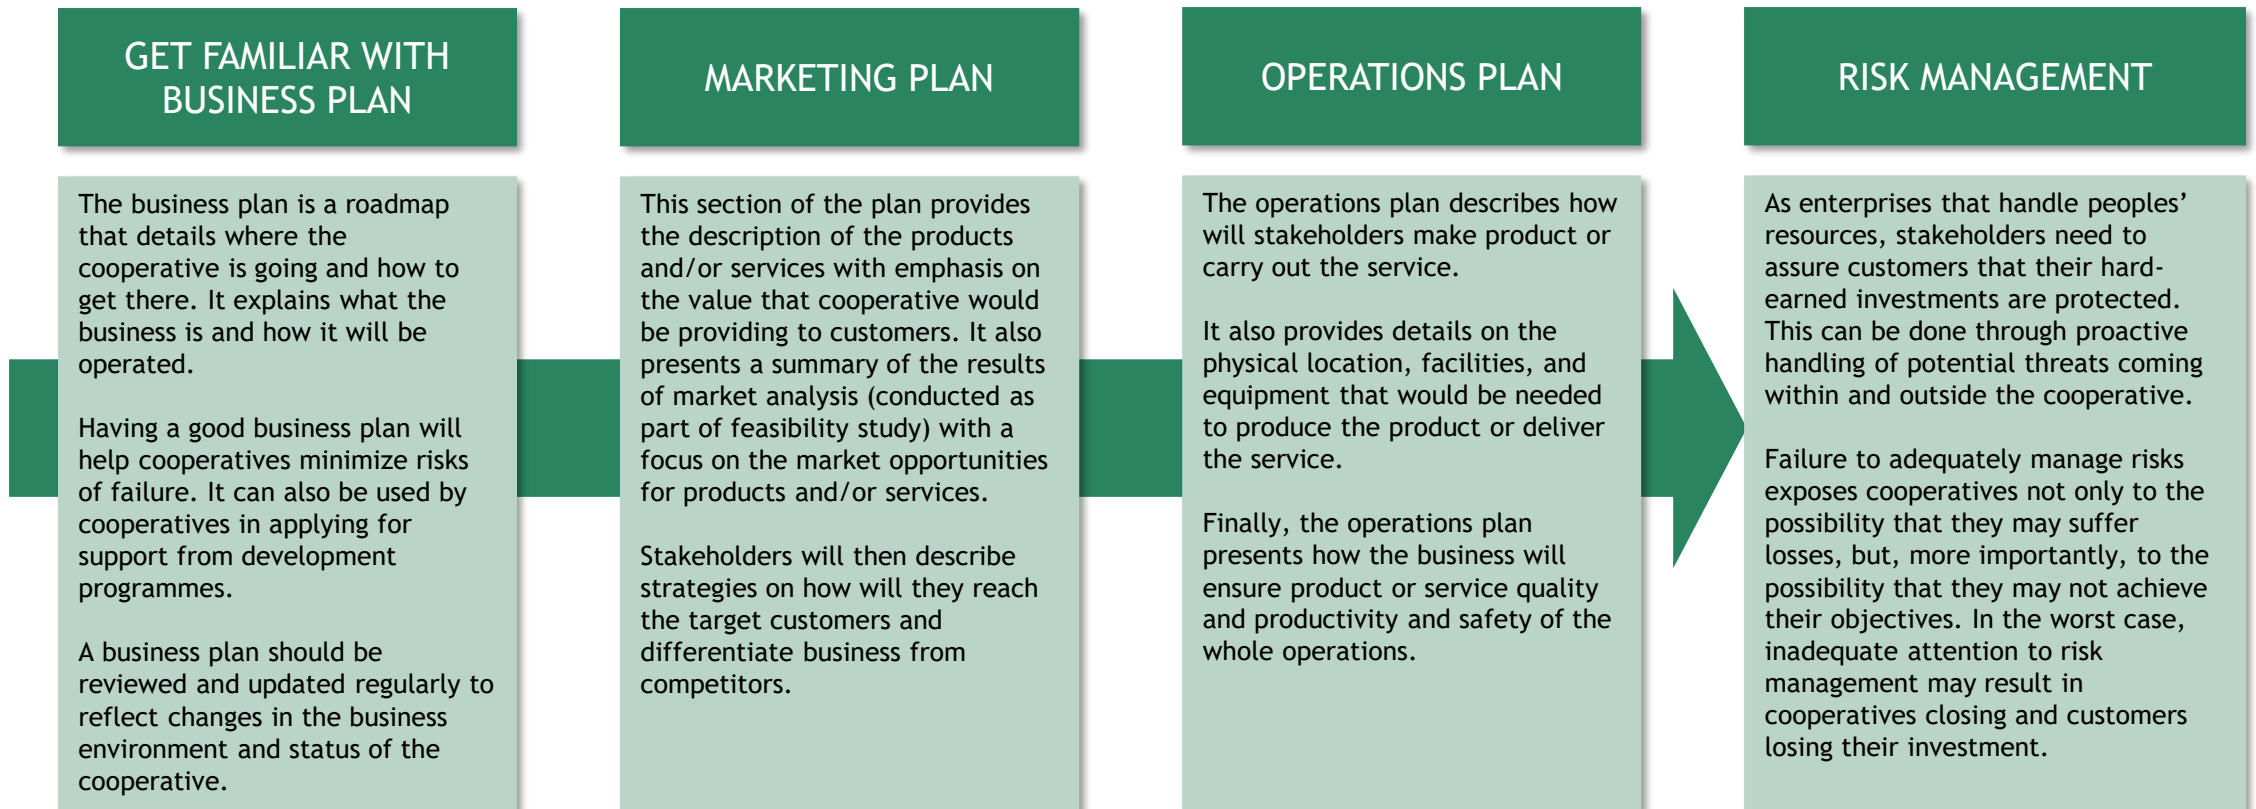 GET FAMILIAR WITH
BUSINESS PLAN
The business plan is a roadmap
that details where the
cooperative is going and how to
get there. It explains what the
business is and how it will be
operated.
Having a good business plan will
help cooperatives minimize risks
of failure. It can also be used by
cooperatives in applying for
support from development
programmes.
A business plan should be
reviewed and updated regularly to
reflect changes in the business
environment and status of the
cooperative.
MARKETING PLAN
This section of the plan provides
the description of the products
and/or services with emphasis on
the value that cooperative would
be providing to customers. It also
presents a summary of the results
of market analysis (conducted as
part of feasibility study) with a
focus on the market opportunities
for products and/or services.
Stakeholders will then describe
strategies on how will they reach
the target customers and
differentiate business from
competitors.
OPERATIONS PLAN
The operations plan describes how
will stakeholders make product or
carry out the service.
It also provides details on the
physical location, facilities, and
equipment that would be needed
to produce the product or deliver
the service.
Finally, the operations plan
presents how the business will
ensure product or service quality
and productivity and safety of the
whole operations.
RISK MANAGEMENT
As enterprises that handle peoples’
resources, stakeholders need to
assure customers that their hard-
earned investments are protected.
This can be done through proactive
handling of potential threats coming
within and outside the cooperative.
Failure to adequately manage risks
exposes cooperatives not only to the
possibility that they may suffer
losses, but, more importantly, to the
possibility that they may not achieve
their objectives. In the worst case,
inadequate attention to risk
management may result in
cooperatives closing and customers
losing their investment.